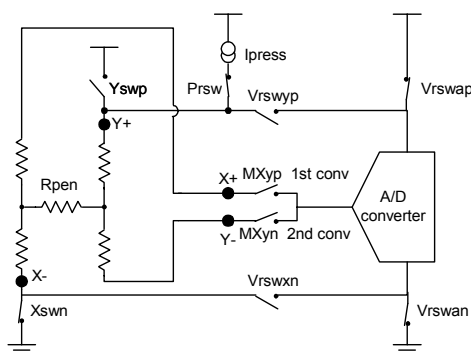 Ipress
Yswp
Prsw
Vrswyp
Vrswap
Y+
X+
MXyp
1st conv
Rpen
A/D
converter
Y-
MXyn
2nd conv
X-
Vrswxn
Xswn
Vrswan